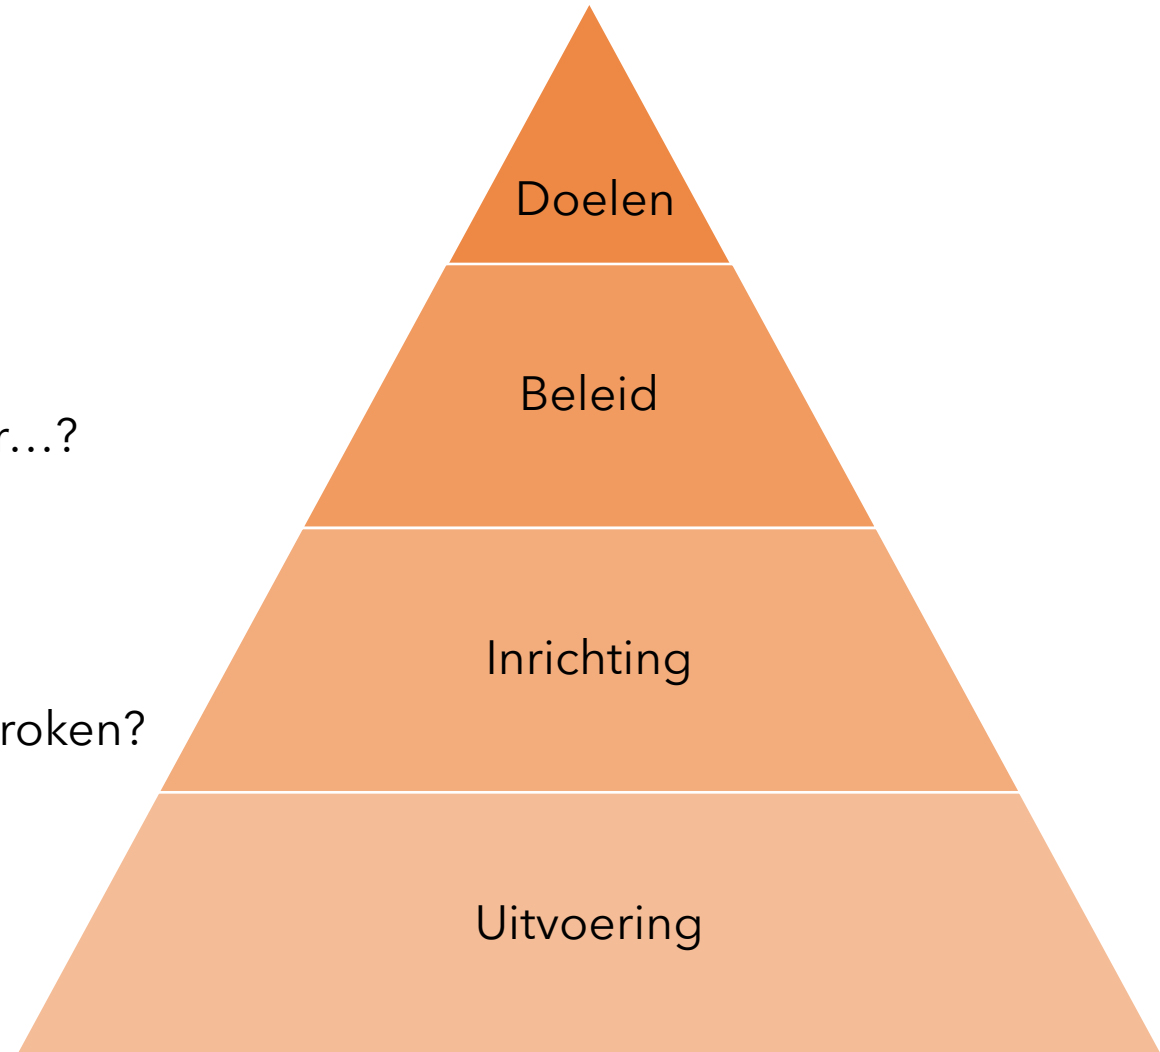 Doelen
Beleid
r…?
Inrichting
roken?
Uitvoering